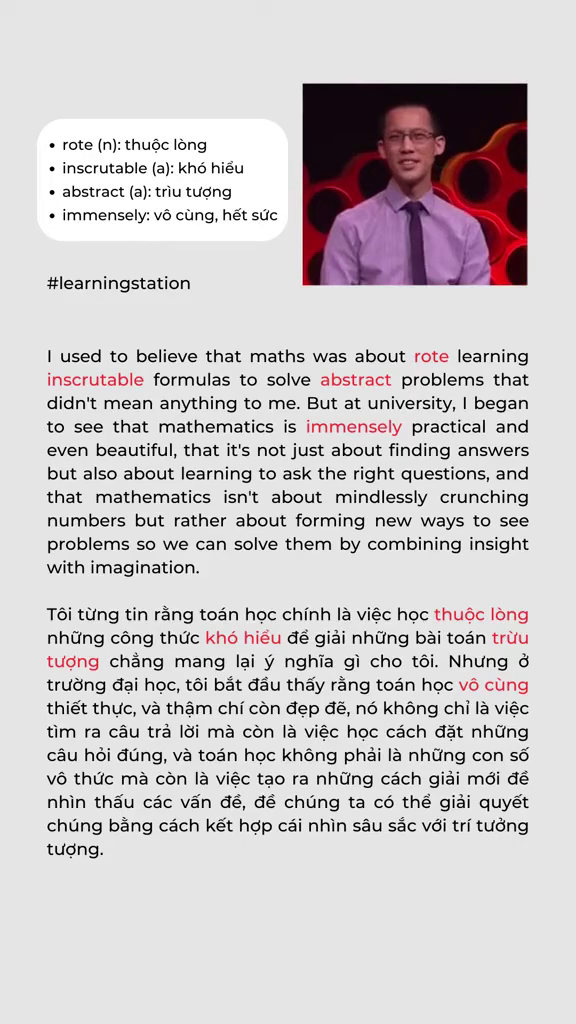 • rote (n): thuộc lòng
• inscrutable (a): khó hiểu
• abstract (a): trìu tượng
• immensely: vô cùng, hết sức
#learningstation
I used to believe that maths was about rote learning
inscrutable formulas to solve abstract problems that
didn't mean anything to me. But at university, I began
to see that mathematics is immensely practical and
even beautiful, that it's not just about finding answers
but also about learning to ask the right questions, and
that mathematics isn't about mindlessly crunching
numbers but rather about forming new ways to see
problems so we can solve them by combining insight
with imagination.
Tôi từng tin rằng toán học chính là việc học thuộc lòng
những công thức khó hiểu để giải những bài toán trừu
tượng chẳng mang lại ý nghĩa gì cho tôi. Nhưng ở
trường đại học, tôi bắt đầu thấy rằng toán học vô cùng
thiết thực, và thậm chí còn đẹp đẽ, nó không chỉ là việc
tìm ra câu trả lời mà còn là việc học cách đặt những
câu hỏi đúng, và toán học không phải là những con số
vô thức mà còn là việc tạo ra những cách giải mới để
nhìn thấu các vấn đề, để chúng ta có thể giải quyết
chúng bằng cách kết hợp cái nhìn sâu sắc với trí tưởng
tượng.